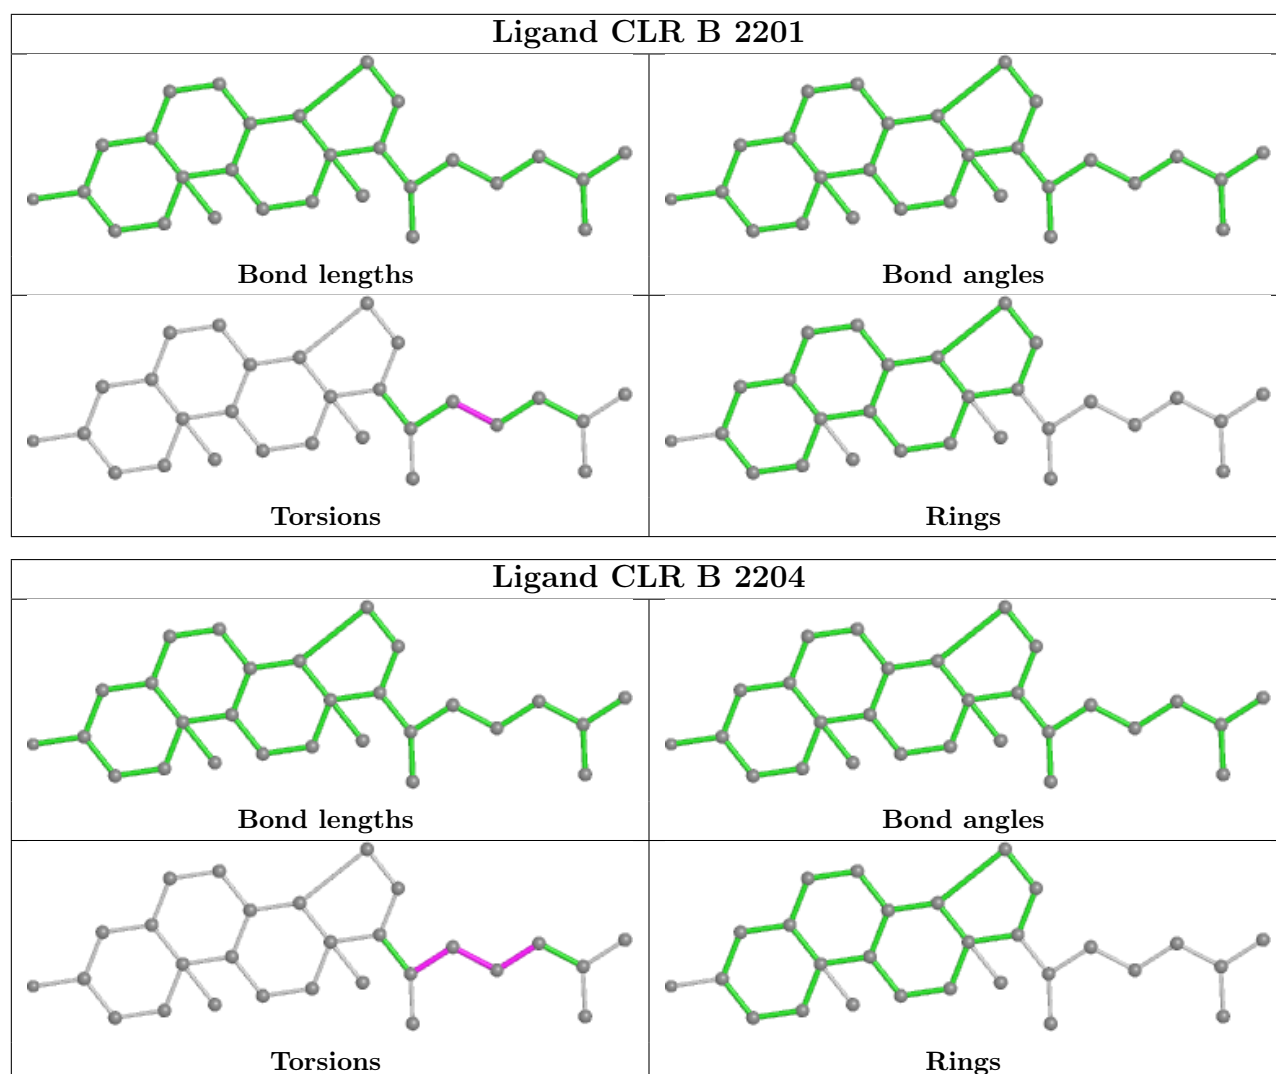 Ligand CLR B 2201
Bond lengths
Bond angles
Torsions
Rings
Ligand CLR B 2204
Bond lengths
Bond angles
Torsions
Rings